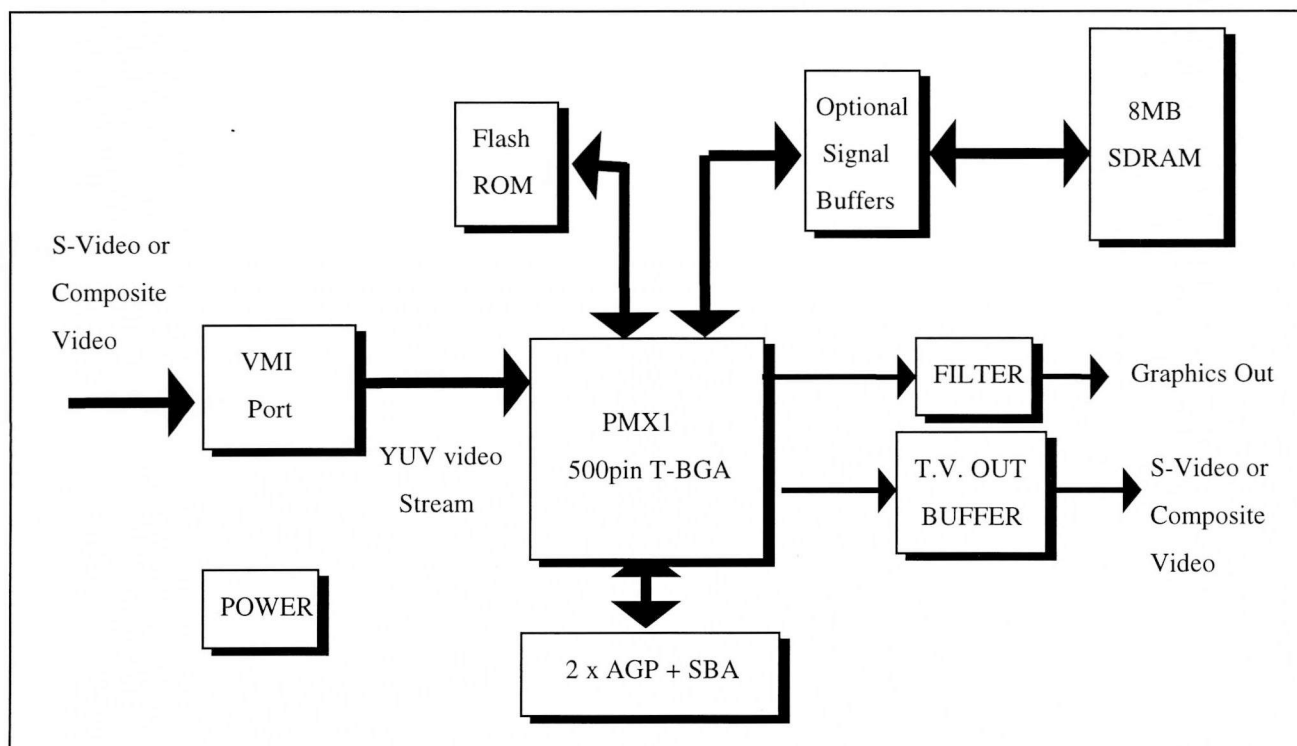 Flash
ROM
Optional
Signal
Buffers
8MB
SDRAM
S-Video or
Composite
Video
VMI
Port
YUV video
Stream
PMX1
500pin T-BGA
FILTER
Graphics Out
T.V. OUT
BUFFER
S-Video or
Composite
Video
POWER
2 x AGP + SBA